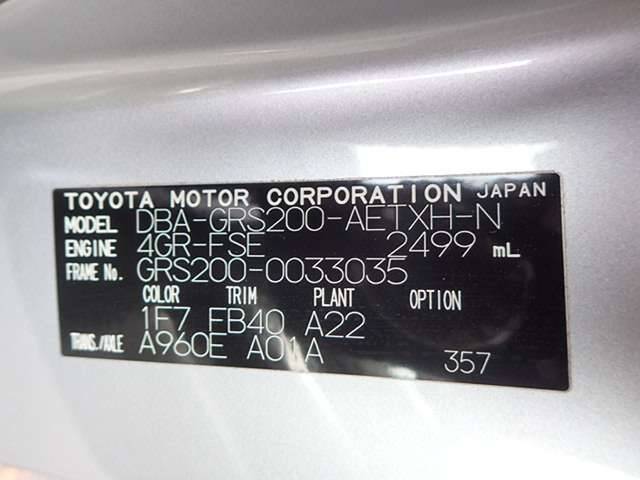 TOYOTA MOTOR CORPORATION JAPAN
MODEL DBA-GRS200-AETXH-N
ENGINE 4GR-FSE 2499 mL
FRAME No. GRS200-0033035
COLOR TRIM PLANT OPTION
1F7 FB40 A22
TRANS./AXLE A960E A01A 357